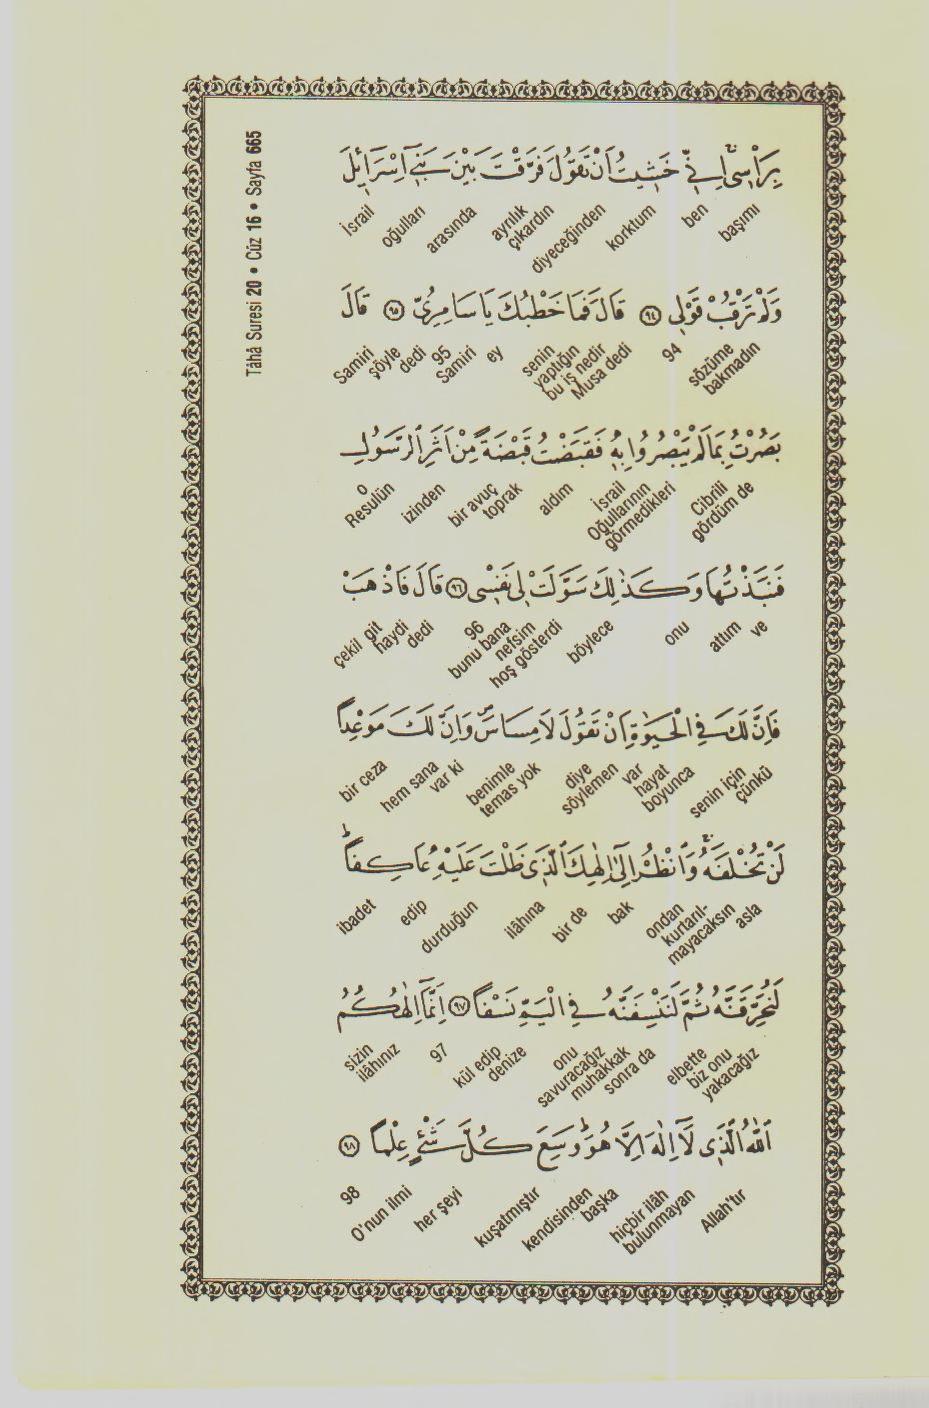 Tâhâ Suresi 20 • Cüz 16 • Sayfa 665
بِرَأْسِى اِنِّى خَشِيتُ اَنْ تَقُولَ فَرَّقْتَ بَيْنَ بَنِى اِسْرَائِلَ
başımı ben korktum diyeceğinden ayrılık çıkardın arasında oğulları İsrail
وَلَمْ تَرْقُبْ قَوْلِى ٩٤ قَالَ فَمَا خَطْبُكَ يَا سَامِرِىُّ ٩٥ قَالَ
sözüme bakmadın 94 Musa dedi bu iş nedir yaptığın senin ey Samiri 95 dedi şöyle Samiri
بَصُرْتُ بِمَا لَمْ يَبْصُرُوا بِهِ فَقَبَضْتُ قَبْضَةً مِنْ اَثَرِ الرَّسُولِ
Cibrili gördüm de İsrail Oğullarının görmedikleri aldım bir avuç toprak izinden o Resulün
فَنَبَذْتُهَا وَكَذٰلِكَ سَوَّلَتْ لِى نَفْسِى ٩٦ قَالَ فَاذْهَبْ
ve attım onu böylece hoş gösterdi nefsim bunu bana 96 dedi haydi çekil git
فَاِنَّ لَكَ فِى الْحَيٰوةِ اَنْ تَقُولَ لَا مِسَاسَ وَاِنَّ لَكَ مَوْعِدًا
çünkü senin için hayat boyunca var söylemen diye benimle temas yok hem sana var ki bir ceza
لَنْ تُخْلَفَهُ وَانْظُرْ اِلٰى اِلٰهِكَ الَّذِى ظَلْتَ عَلَيْهِ عَاكِفًا
asla ondan kurtarıl-mayacaksın bak bir de ilâhına durduğun edip ibadet
لَنُحَرِّقَنَّهُ ثُمَّ لَنَنْسِفَنَّهُ فِى الْيَمِّ نَسْفًا ٩٧ اِنَّمَا اِلٰهُكُمُ
elbette biz onu yakacağız sonra da muhakkak savuracağız onu denize kül edip 97 sizin ilâhınız
اَللّٰهُ الَّذِى لَا اِلٰهَ اِلَّا هُوَ وَسِعَ كُلَّ شَىْءٍ عِلْمًا ٩٨
Allah'tır hiçbir ilâh bulunmayan başka kendisinden kuşatmıştır her şeyi O'nun ilmi 98